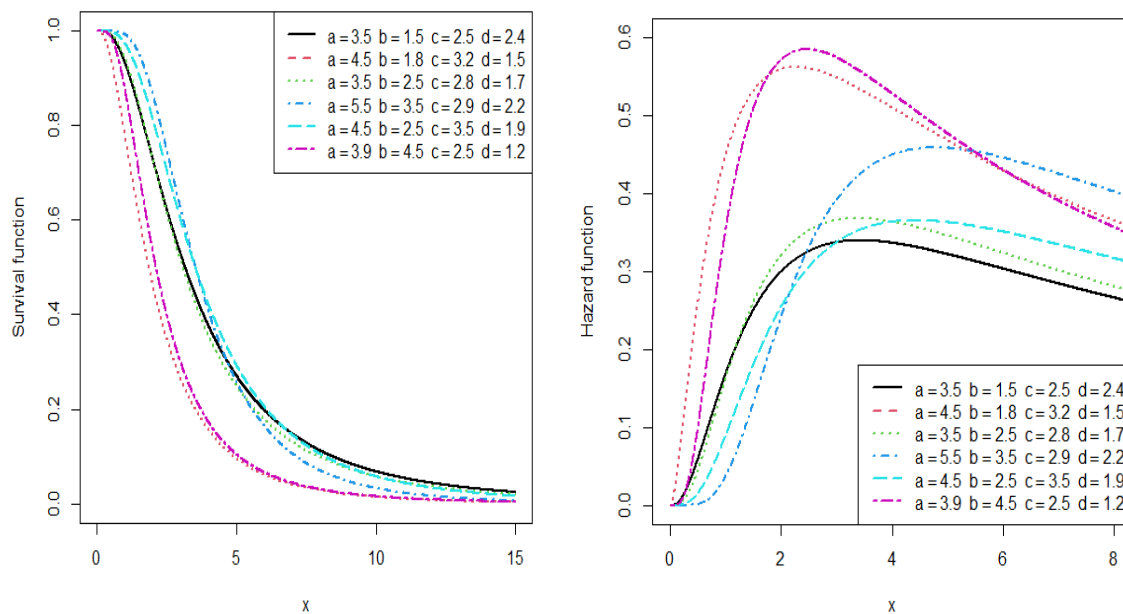 Survival function
1.0
0.8
0.6
0.4
0.2
0.0
a=3.5 b=1.5 c=2.5 d=2.4
a=4.5 b=1.8 c=3.2 d=1.5
a=3.5 b=2.5 c=2.8 d=1.7
a=5.5 b=3.5 c=2.9 d=2.2
a=4.5 b=2.5 c=3.5 d=1.9
a=3.9 b=4.5 c=2.5 d=1.2
0 5 10 15
x
Hazard function
0.6
0.5
0.4
0.3
0.2
0.1
0.0
a=3.5 b=1.5 c=2.5 d=2.4
a=4.5 b=1.8 c=3.2 d=1.5
a=3.5 b=2.5 c=2.8 d=1.7
a=5.5 b=3.5 c=2.9 d=2.2
a=4.5 b=2.5 c=3.5 d=1.9
a=3.9 b=4.5 c=2.5 d=1.2
0 2 4 6 8
x